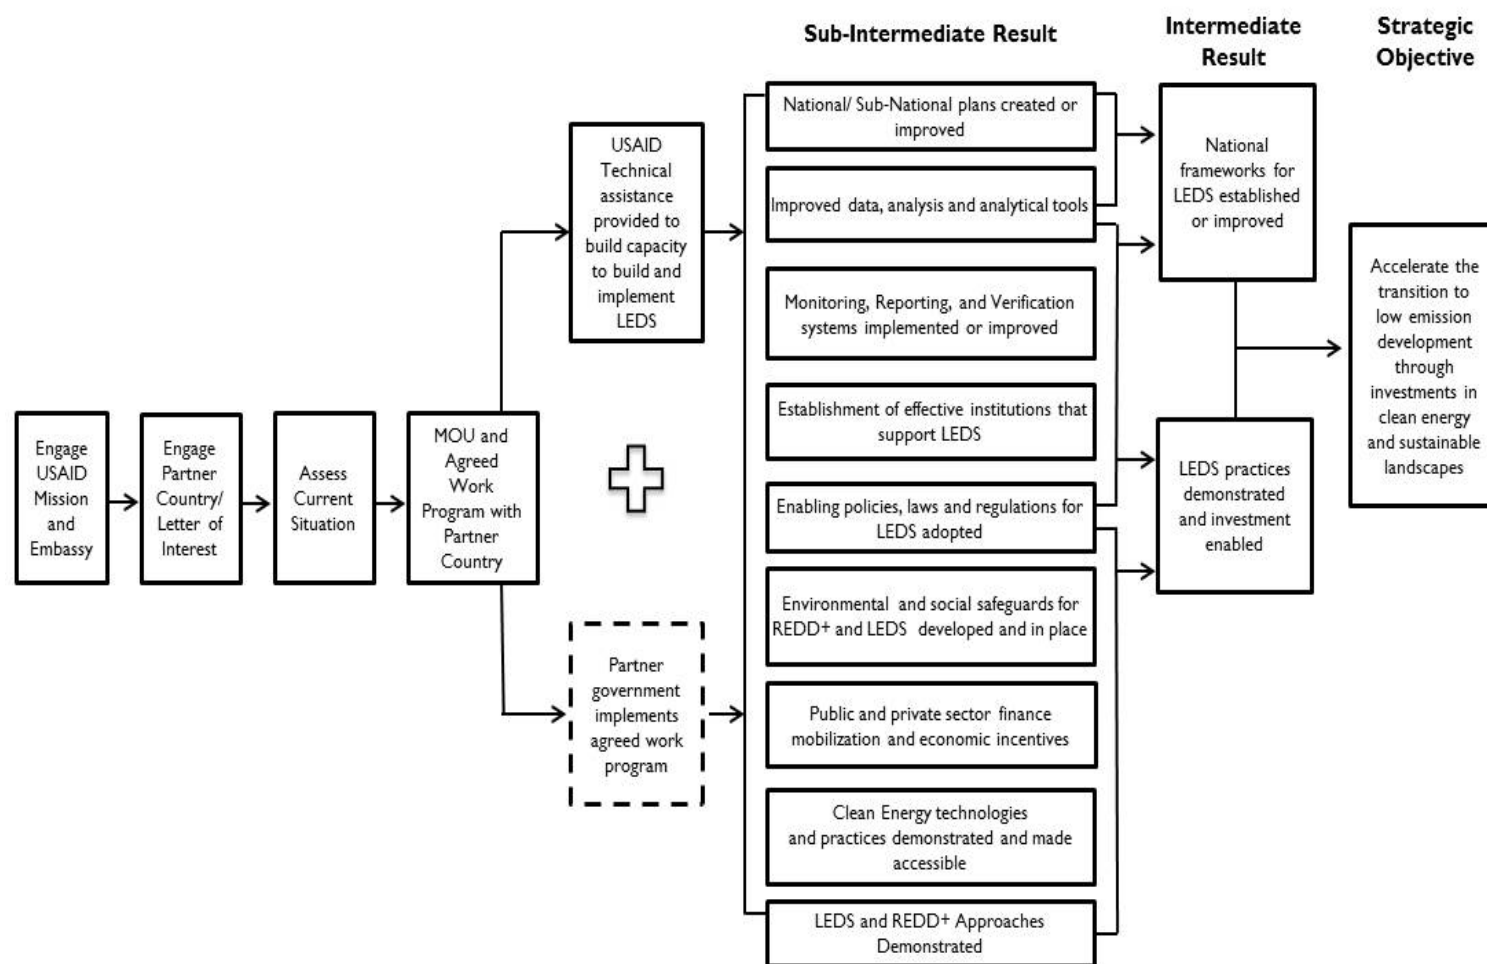 Sub-Intermediate Result
Intermediate
Result
Strategic
Objective
Engage
USAID
Mission
and
Embassy
Engage
Partner
Country/
Letter of
Interest
Assess
Current
Situation
MOU and
Agreed
Work
Program with
Partner
Country
USAID
Technical
assistance
provided to
build capacity
to build and
implement
LEDS
Partner
government
implements
agreed work
program
National/ Sub-National plans created or
improved
Improved data, analysis and analytical tools
Monitoring, Reporting, and Verification
systems implemented or improved
Establishment of effective institutions that
support LEDS
Enabling policies, laws and regulations for
LEDS adopted
Environmental and social safeguards for
REDD+ and LEDS developed and in place
Public and private sector finance
mobilization and economic incentives
Clean Energy technologies
and practices demonstrated and made
accessible
LEDS and REDD+ Approaches
Demonstrated
National
frameworks for
LEDS established
or improved
LEDS practices
demonstrated
and investment
enabled
Accelerate the
transition to
low emission
development
through
investments in
clean energy
and sustainable
landscapes